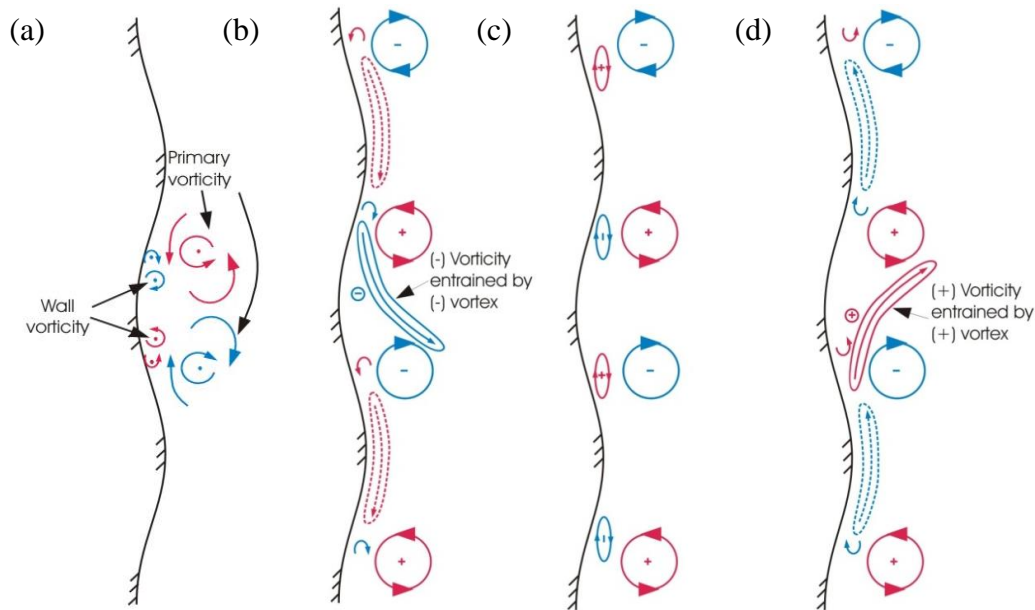 (a)
(b)
(c)
(d)
Primary
vorticity
Wall
vorticity
-
+
-
+
-
(-) Vorticity
entrained by
(-) vortex
-
+
-
+
+
-
+
-
-
+
-
+
+
(+) Vorticity
entrained by
(+) vortex